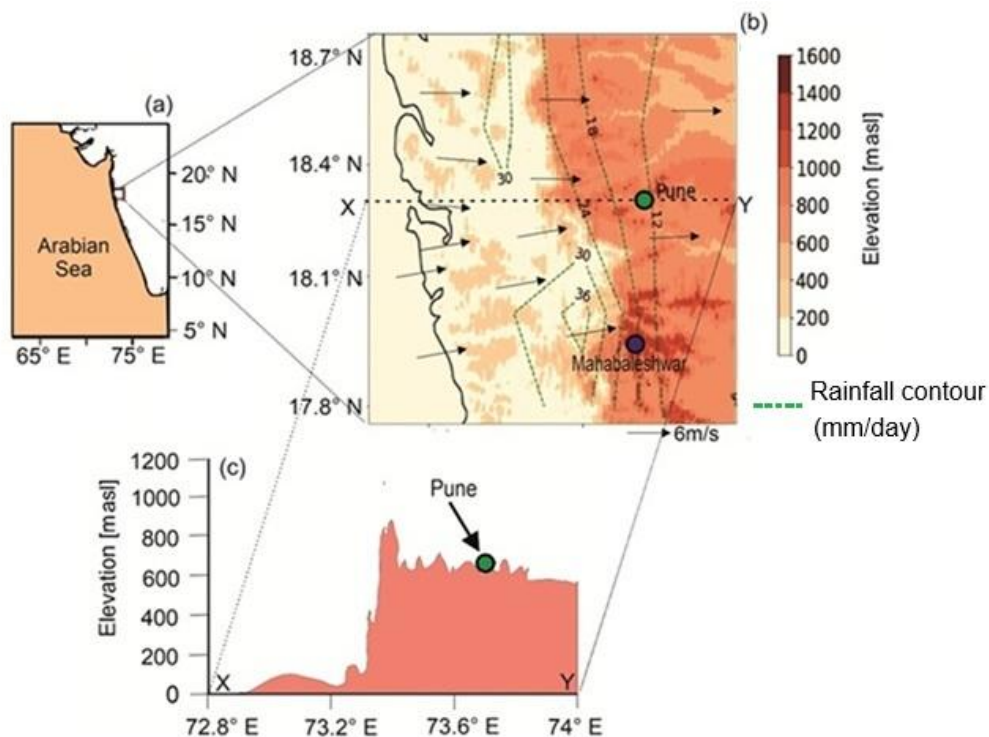 (a)
20° N
15° N
10° N
5° N
65° E
75° E
Arabian
Sea
(b)
18.7° N
18.4° N
18.1° N
17.8° N
X
Y
30
18
24
12
30
36
Pune
Mahabaleshwar
6m/s
1600
1400
1200
1000
800
600
400
200
0
Elevation [masl]
Rainfall contour
(mm/day)
(c)
1200
1000
800
600
400
200
0
Elevation [masl]
Pune
X
Y
72.8° E
73.2° E
73.6° E
74° E